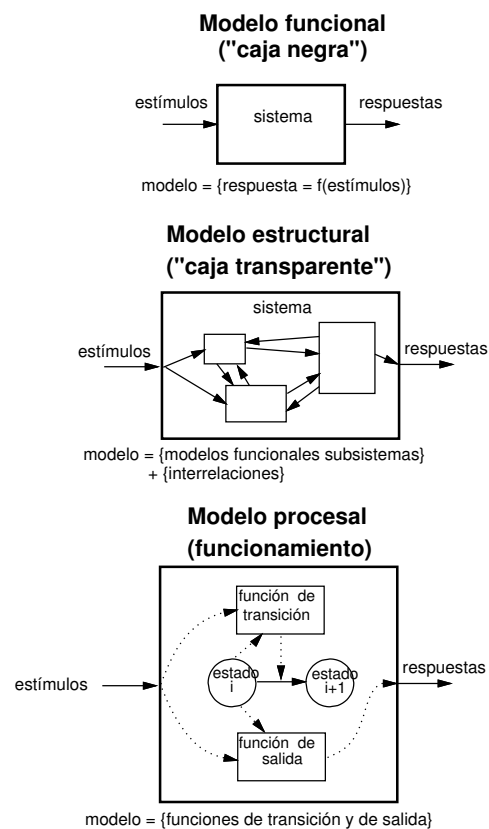 Modelo funcional
("caja negra")
estímulos
sistema
respuestas
modelo = {respuesta = f(estímulos)}
Modelo estructural
("caja transparente")
sistema
estímulos
respuestas
modelo = {modelos funcionales subsistemas}
+ {interrelaciones}
Modelo procesal
(funcionamiento)
función de
transición
estado
i
estado
i+1
estímulos
respuestas
función de
salida
modelo = {funciones de transición y de salida}